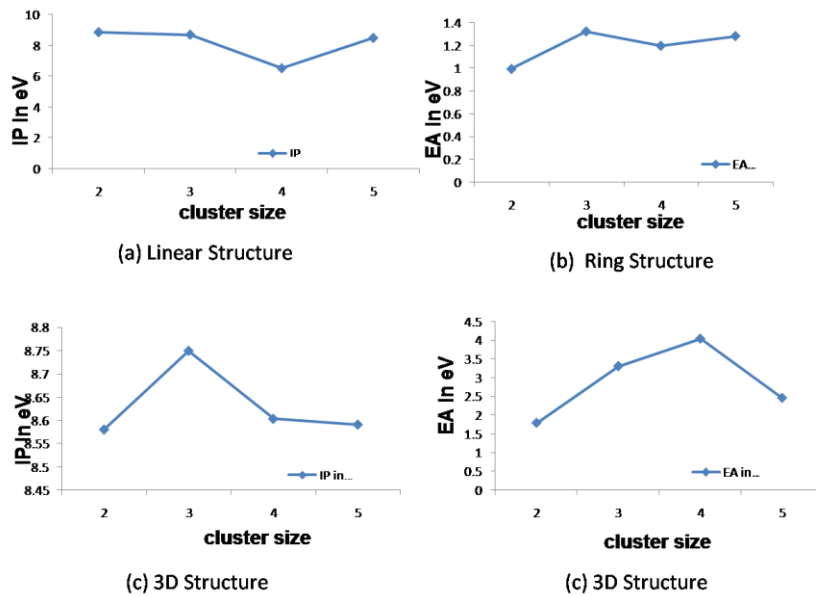 10
8
6
4
2
0
IP In eV
IP
2 3 4 5
cluster size
(a) Linear Structure
1.4
1.2
1
0.8
0.6
0.4
0.2
0
EA In eV
EA...
2 3 4 5
cluster size
(b) Ring Structure
8.8
8.75
8.7
8.65
8.6
8.55
8.5
8.45
IP In eV
IP in...
2 3 4 5
cluster size
(c) 3D Structure
4.5
4
3.5
3
2.5
2
1.5
1
0.5
0
EA In eV
EA in...
2 3 4 5
cluster size
(c) 3D Structure